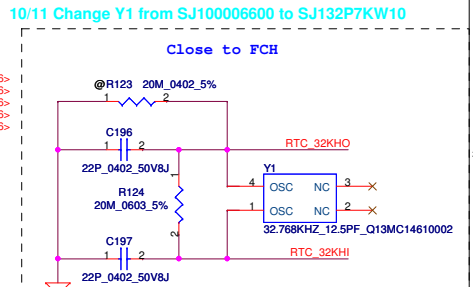 10/11 Change Y1 from SJ100006600 to SJ132P7KW10
Close to FCH
@R123 20M_0402_5%
1 2
C196
1 2
22P_0402_50V8J
RTC_32KHO
R124
20M_0603_5%
1
2
Y1
4 OSC NC 3
1 OSC NC 2
32.768KHZ_12.5PF_Q13MC14610002
C197
1 2
22P_0402_50V8J
RTC_32KHI